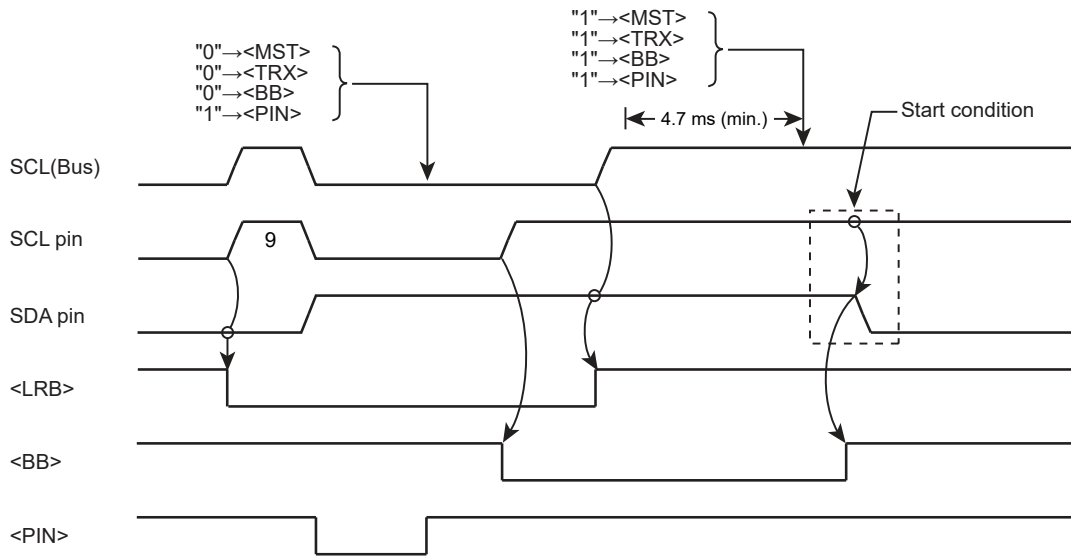 "0"→<MST>
"0"→<TRX>
"0"→<BB>
"1"→<PIN>
"1"→<MST>
"1"→<TRX>
"1"→<BB>
"1"→<PIN>
4.7 ms (min.)
Start condition
SCL(Bus)
SCL pin
9
SDA pin
<LRB>
<BB>
<PIN>